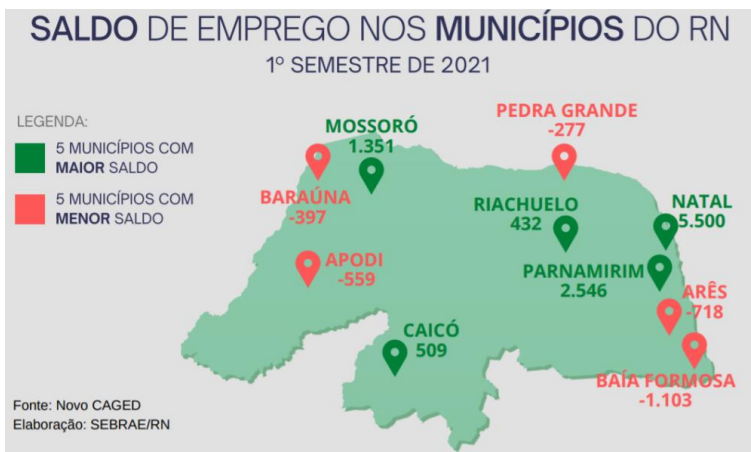 SALDO DE EMPREGO NOS MUNICÍPIOS DO RN
1º SEMESTRE DE 2021
LEGENDA:
5 MUNICÍPIOS COM
MAIOR SALDO
5 MUNICÍPIOS COM
MENOR SALDO
PEDRA GRANDE
-277
MOSSORÓ
1.351
BARAÚNA
-397
RIACHUELO
432
NATAL
5.500
APODI
-559
PARNAMIRIM
2.546
ARÊS
-718
CAICÓ
509
BAÍA FORMOSA
-1.103
Fonte: Novo CAGED
Elaboração: SEBRAE/RN